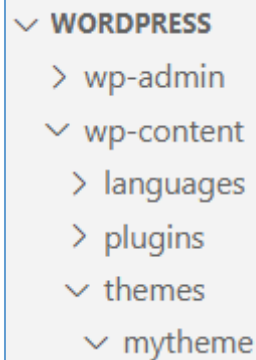 WORDPRESS
wp-admin
wp-content
languages
plugins
themes
mytheme